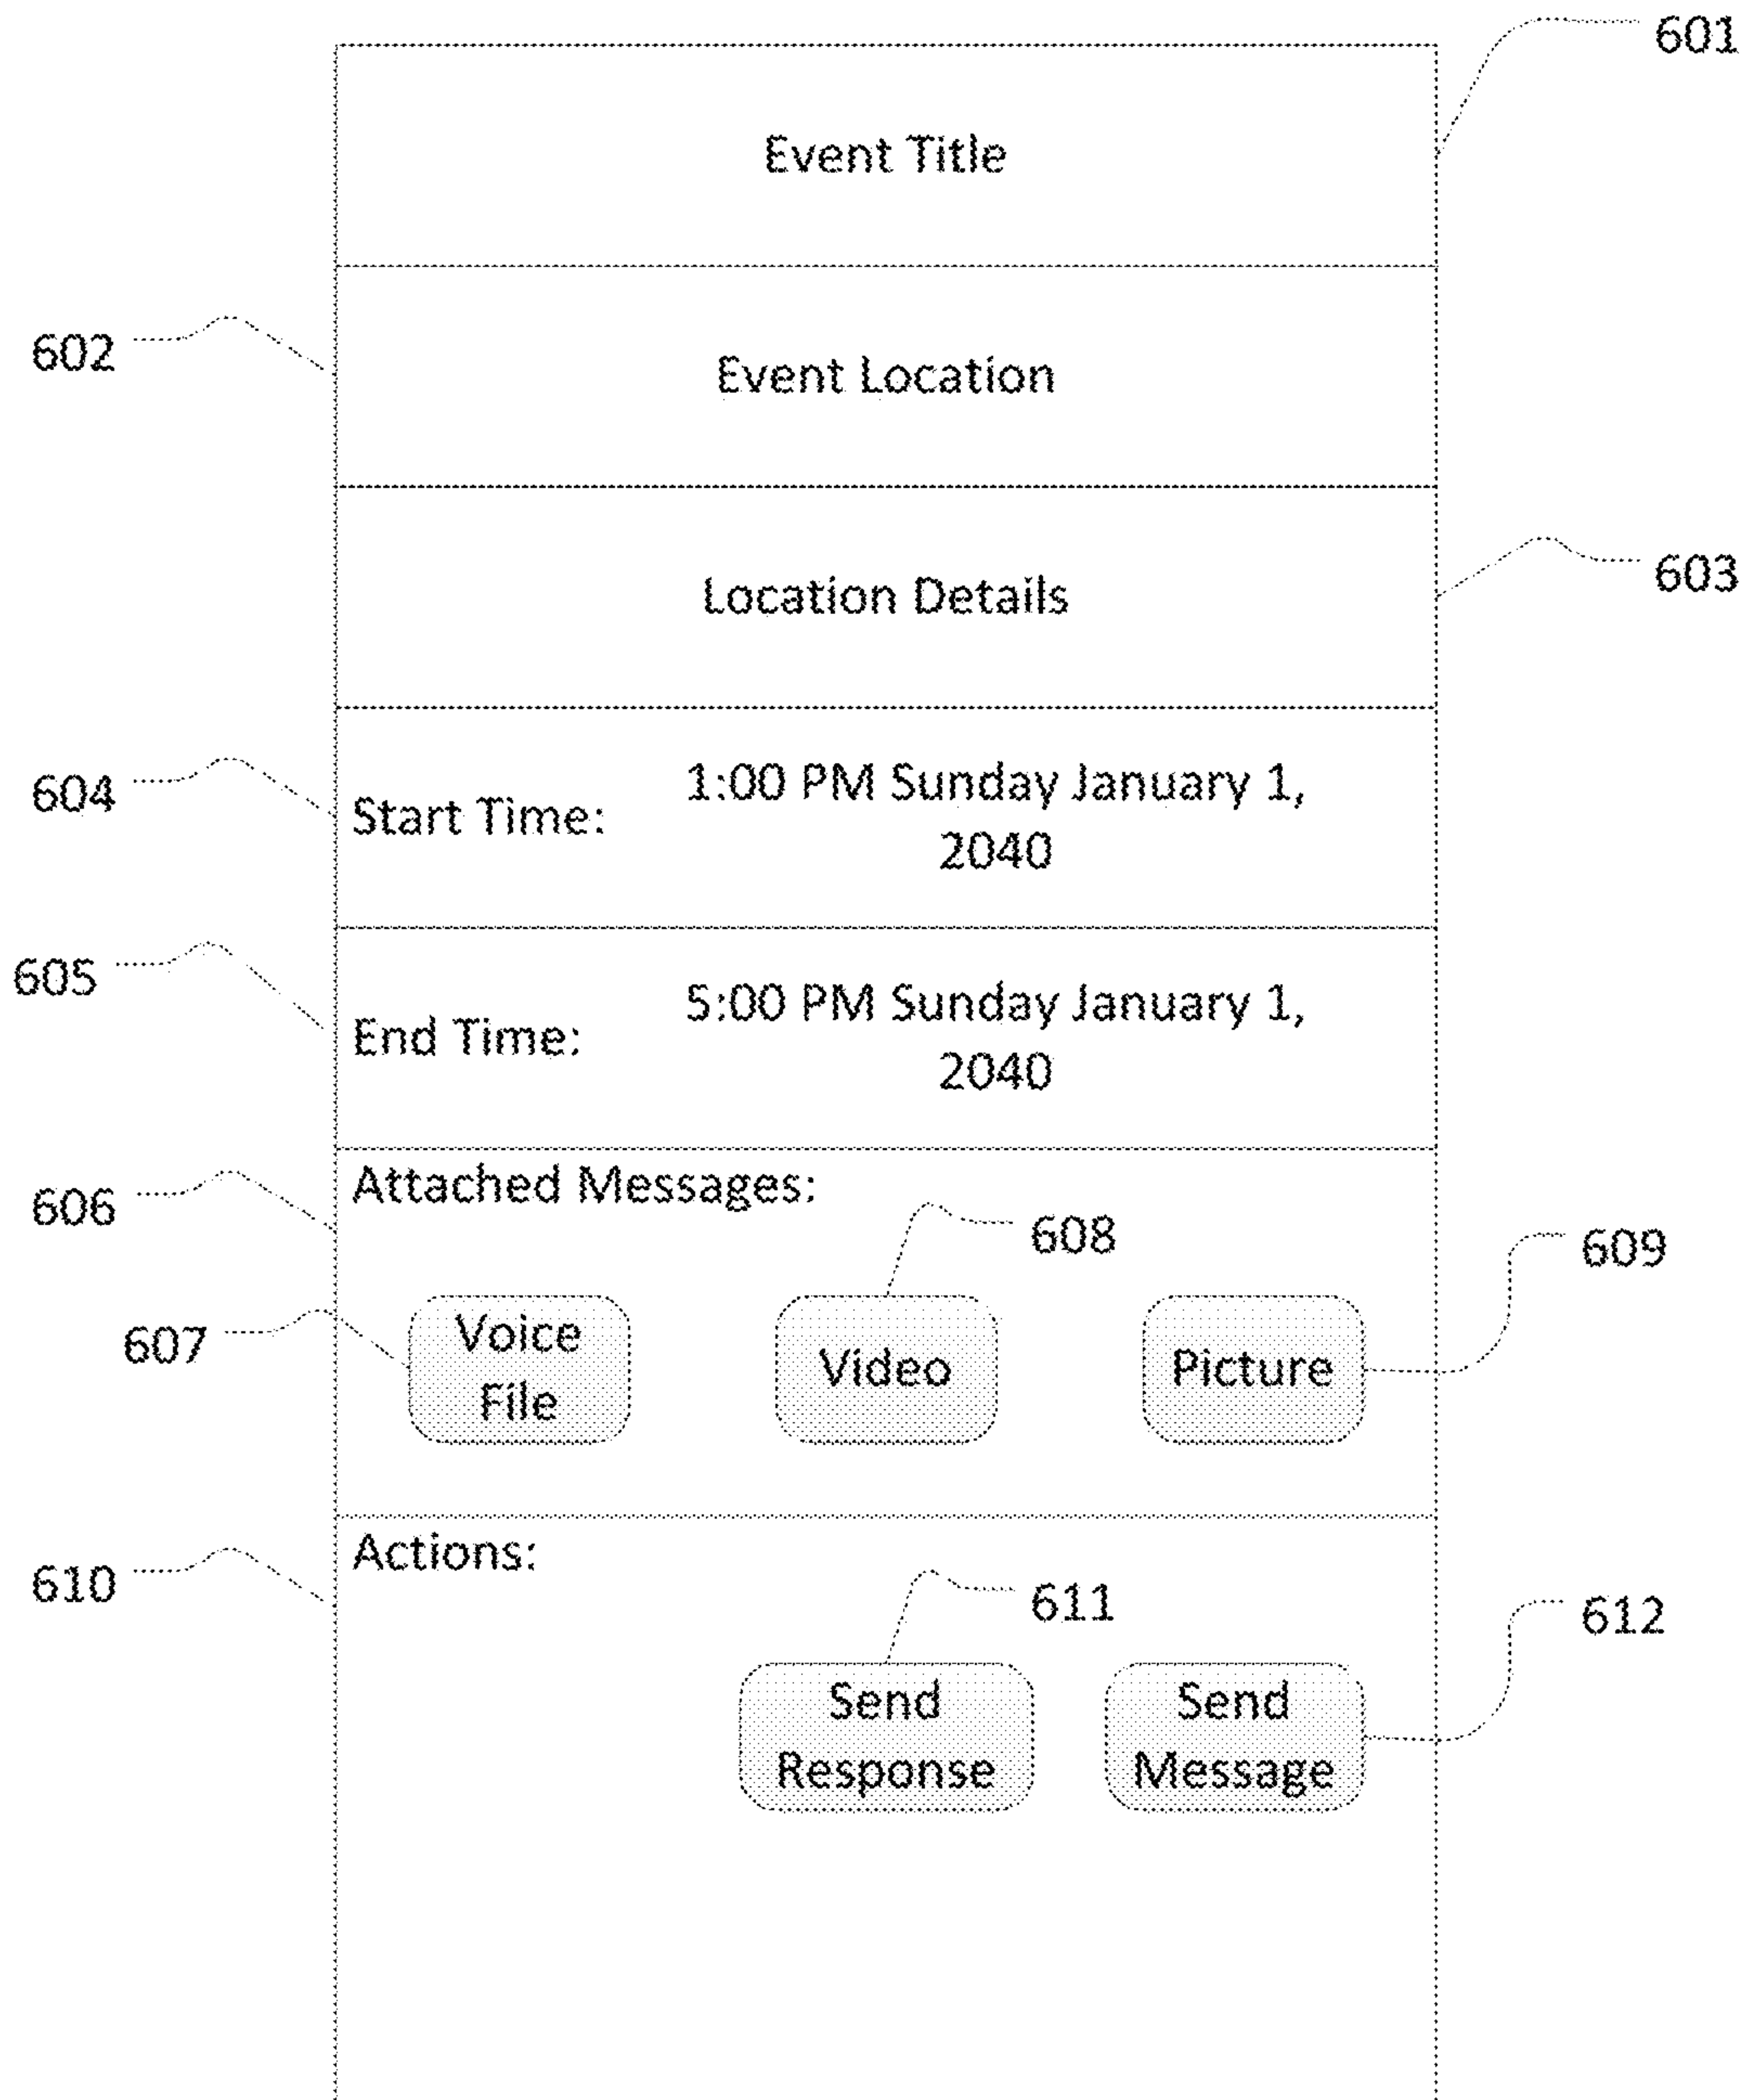 601
Event Title
602
Event Location
603
Location Details
604
Start Time:
1:00 PM Sunday January 1,
2040
605
End Time:
5:00 PM Sunday January 1,
2040
606
Attached Messages:
608
609
607
Voice
File
Video
Picture
610
Actions:
611
612
Send
Response
Send
Message